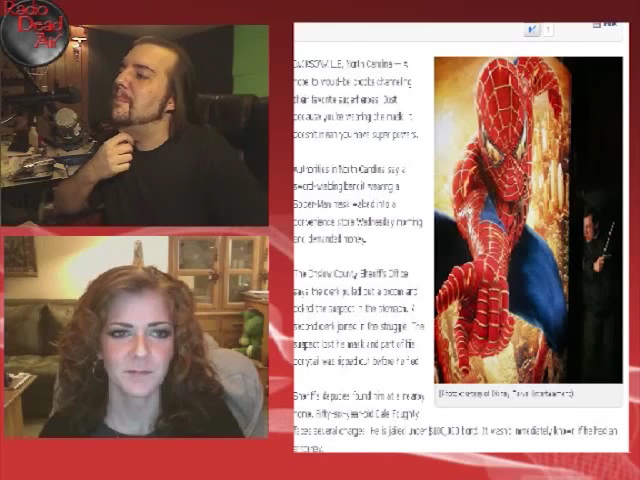 Radio
Dead
Air
JACKSONVILLE, North Carolina — A
note to would-be crooks channeling
their favorite superheroes: Just
because you're wearing the mask, it
doesn't mean you have super powers.
Authorities in North Carolina say a
sword-wielding bandit wearing a
Spider-Man mask walked into a
convenience store Wednesday morning
and demanded money.
The Onslow County Sheriff's Office
says the clerk pulled out a broom and
poked the suspect in the stomach. A
second clerk joined in the struggle. The
suspect lost his mask and part of his
ponytail was ripped out before he fled.
Sheriff's deputies found him at a nearby
home. Fifty-six-year-old Dale Foughty
faces several charges. He is jailed under $100,000 bond. It wasn't immediately known if he had an
attorney.